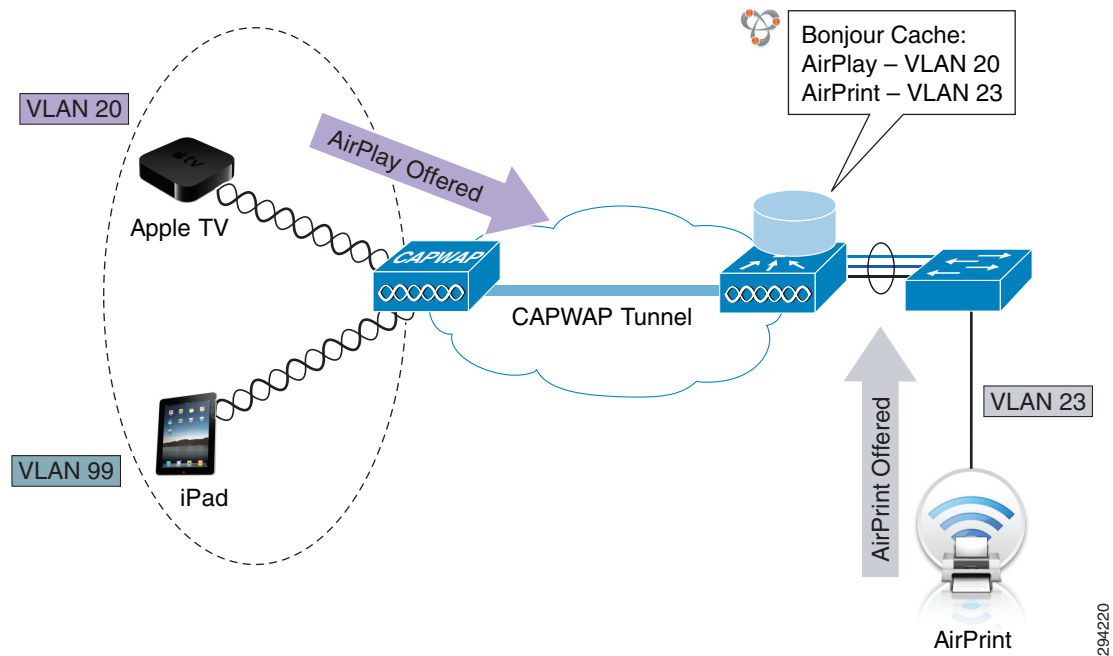 Bonjour Cache:
AirPlay – VLAN 20
AirPrint – VLAN 23
VLAN 20
AirPlay Offered
tv
Apple TV
CAPWAP
CAPWAP Tunnel
VLAN 23
AirPrint Offered
VLAN 99
iPad
AirPrint
294220